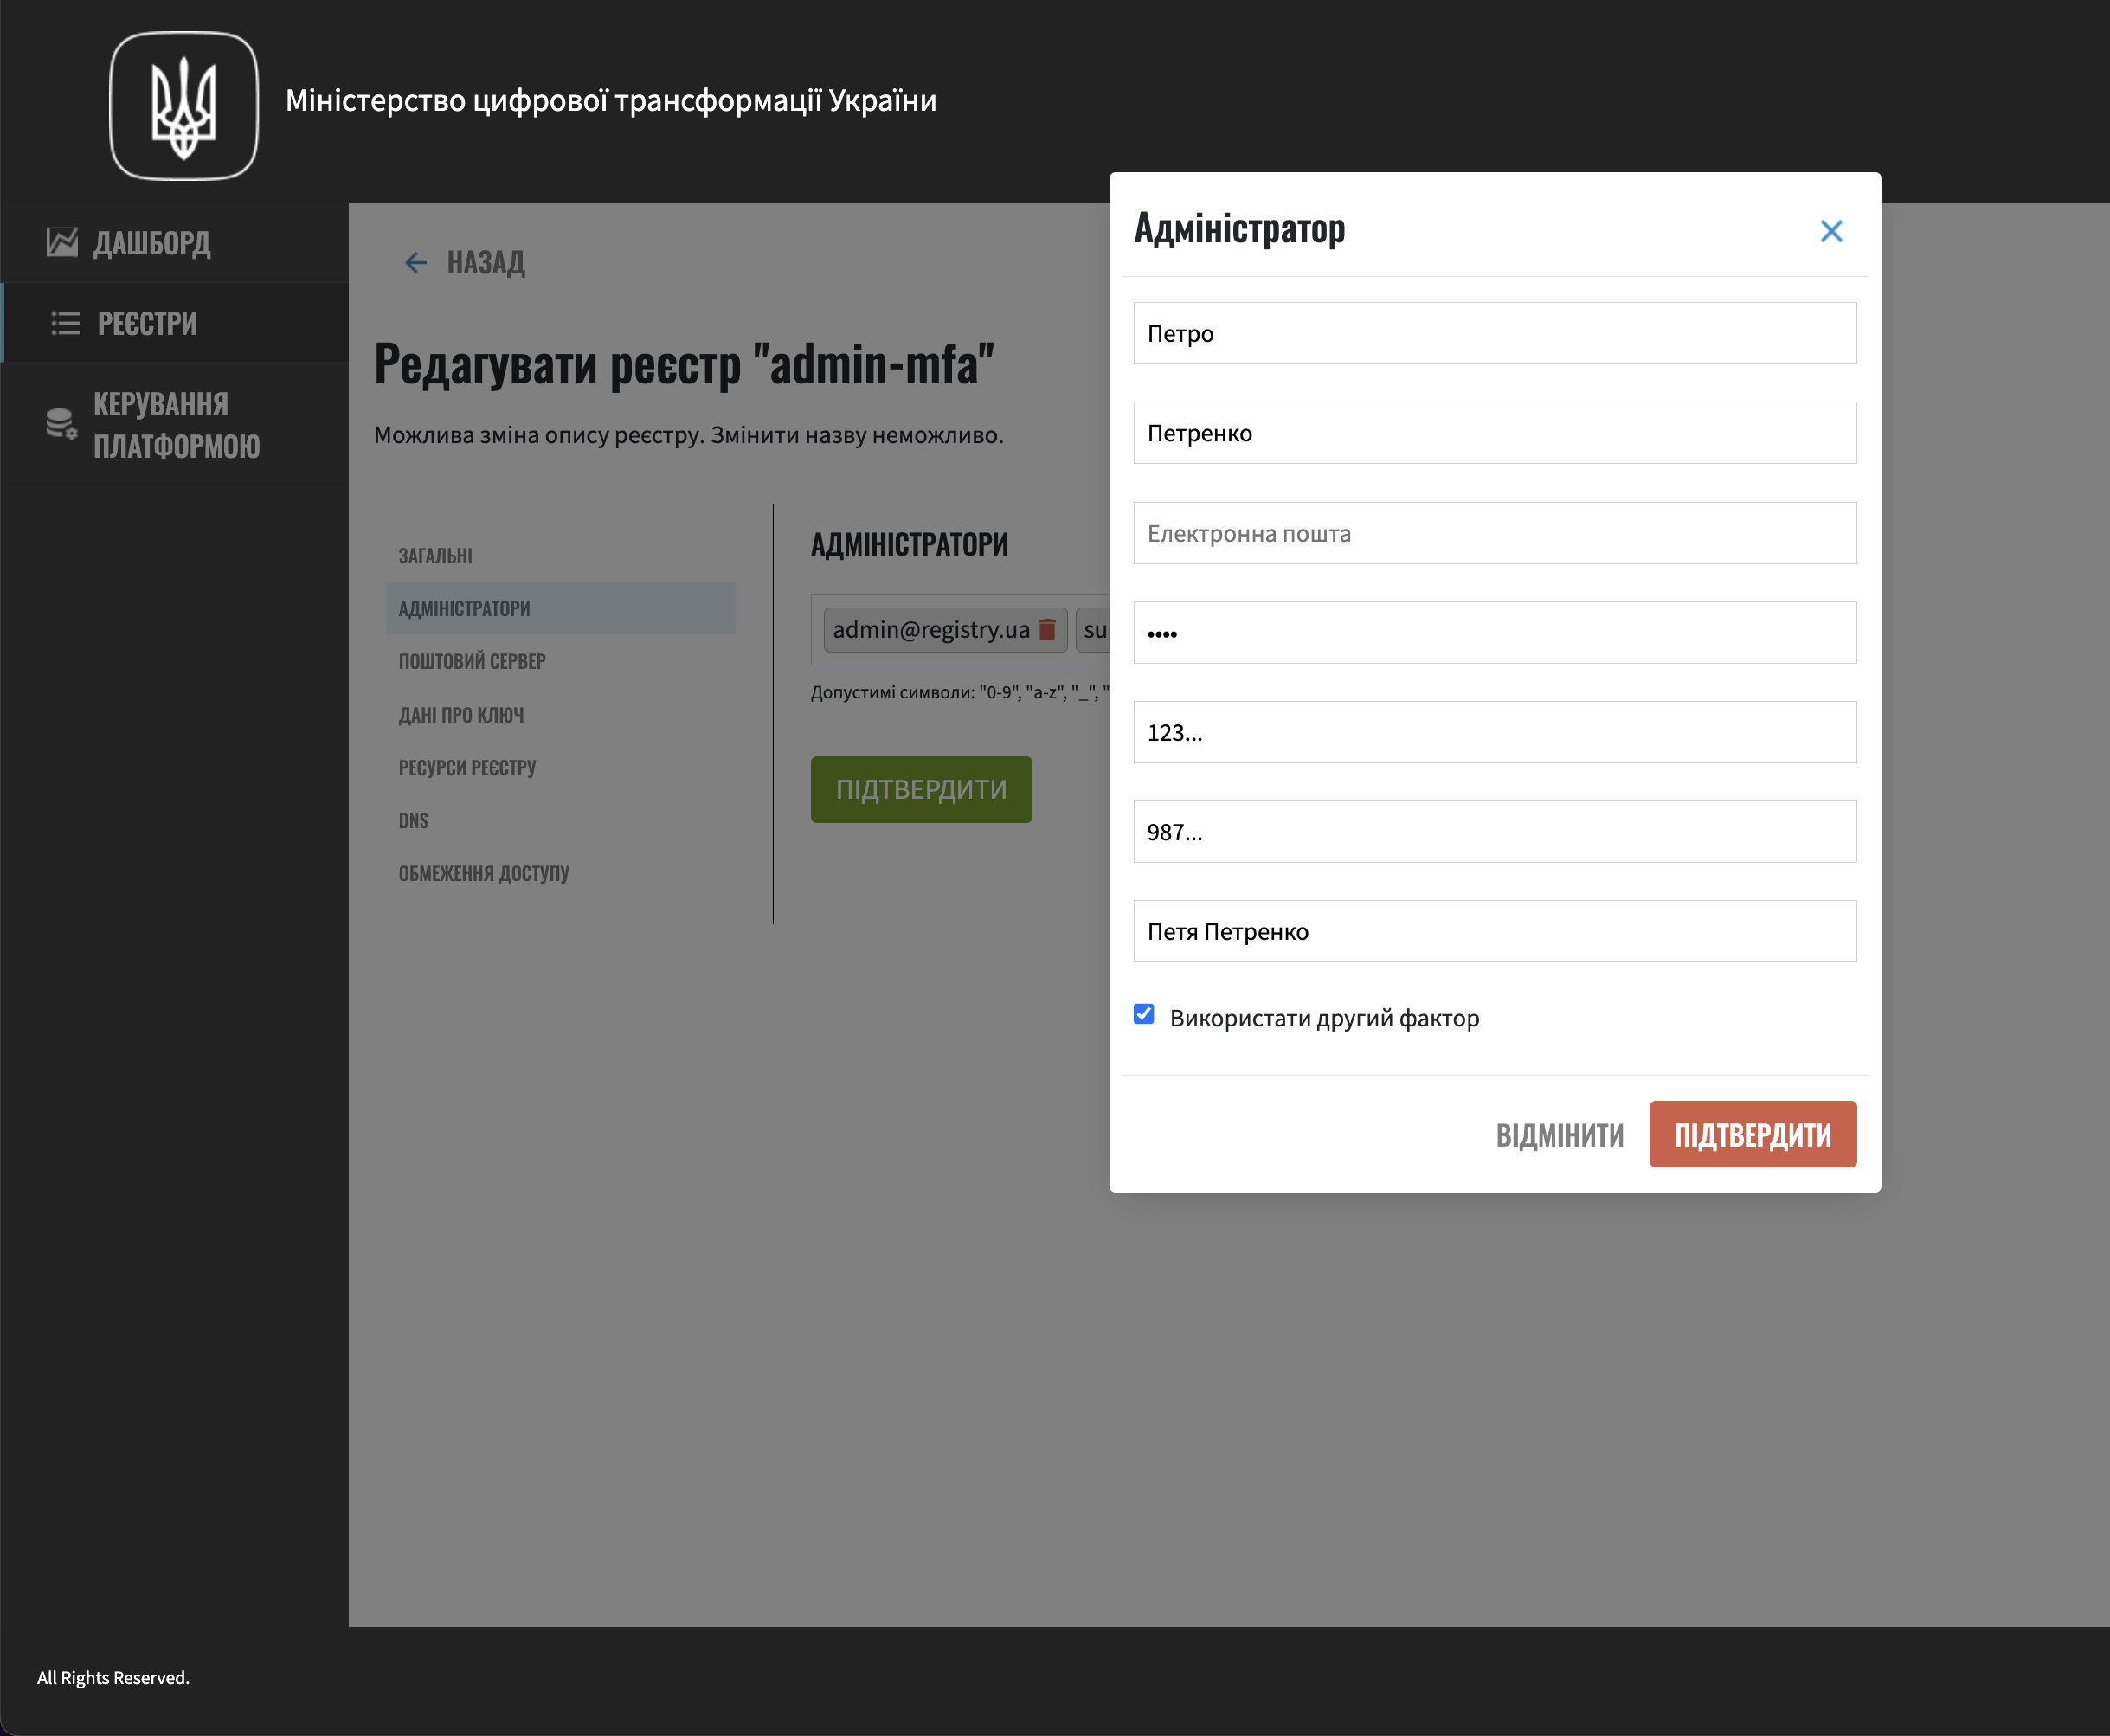 Міністерство цифрової трансформації України
ДАШБОРД
РЕЄСТРИ
КЕРУВАННЯ
ПЛАТФОРМОЮ
НАЗАД
Редагувати реєстр "admin-mfa"
Можлива зміна опису реєстру. Змінити назву неможливо.
ЗАГАЛЬНІ
АДМІНІСТРАТОРИ
ПОШТОВИЙ СЕРВЕР
ДАНІ ПРО КЛЮЧ
РЕСУРСИ РЕЄСТРУ
DNS
ОБМЕЖЕННЯ ДОСТУПУ
АДМІНІСТРАТОРИ
admin@registry.ua su
Допустимі символи: "0-9", "a-z", "_", "
ПІДТВЕРДИТИ
Адміністратор
Петро
Петренко
Електронна пошта
••••
123...
987...
Петя Петренко
Використати другий фактор
ВІДМІНИТИ
ПІДТВЕРДИТИ
All Rights Reserved.